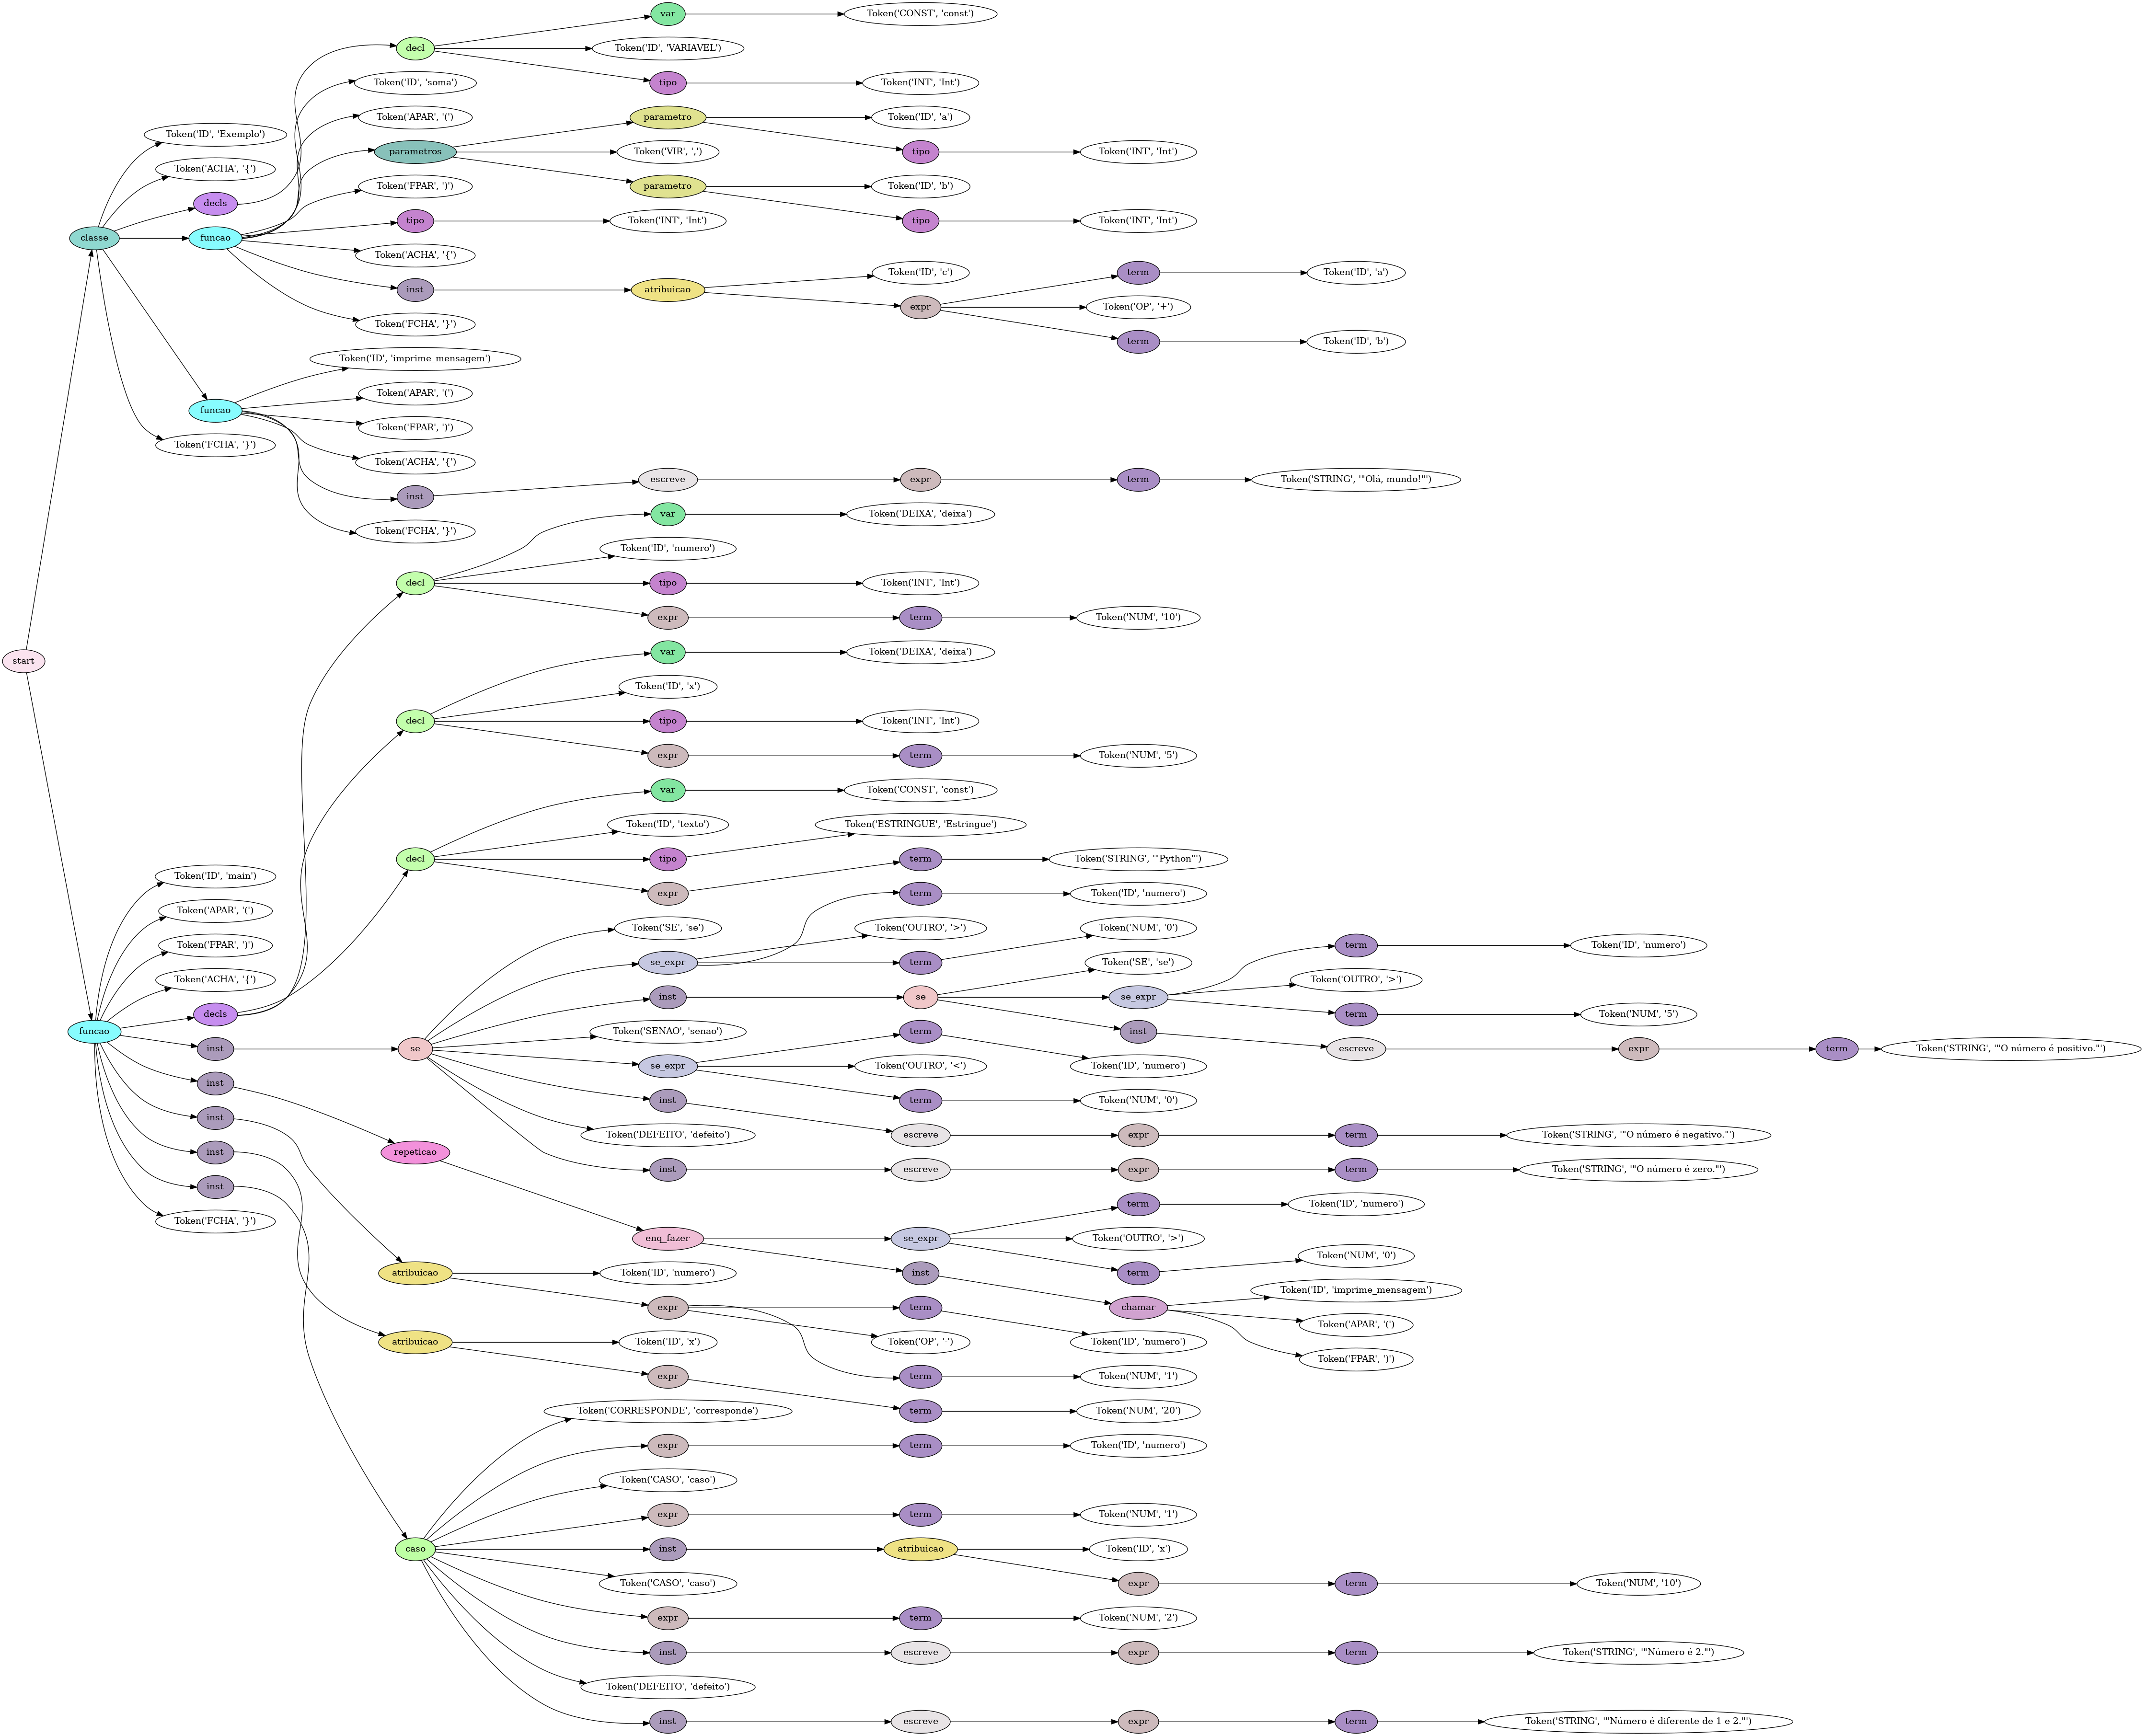 start
classe
Token('ID', 'Exemplo')
Token('ACHA', '{')
decls
decl
var
Token('CONST', 'const')
Token('ID', 'VARIAVEL')
tipo
Token('INT', 'Int')
funcao
Token('ID', 'soma')
Token('APAR', '(')
parametros
parametro
Token('ID', 'a')
tipo
Token('INT', 'Int')
Token('VIR', ',')
parametro
Token('ID', 'b')
tipo
Token('INT', 'Int')
Token('FPAR', ')')
tipo
Token('INT', 'Int')
Token('ACHA', '{')
inst
atribuicao
Token('ID', 'c')
expr
term
Token('ID', 'a')
Token('OP', '+')
term
Token('ID', 'b')
Token('FCHA', '}')
funcao
Token('ID', 'imprime_mensagem')
Token('APAR', '(')
Token('FPAR', ')')
Token('ACHA', '{')
inst
escreve
expr
term
Token('STRING', '"Olá, mundo!"')
Token('FCHA', '}')
Token('FCHA', '}')
funcao
Token('ID', 'main')
Token('APAR', '(')
Token('FPAR', ')')
Token('ACHA', '{')
decls
decl
var
Token('DEIXA', 'deixa')
Token('ID', 'numero')
tipo
Token('INT', 'Int')
expr
term
Token('NUM', '10')
decl
var
Token('DEIXA', 'deixa')
Token('ID', 'x')
tipo
Token('INT', 'Int')
expr
term
Token('NUM', '5')
decl
var
Token('CONST', 'const')
Token('ID', 'texto')
tipo
Token('ESTRINGUE', 'Estringue')
expr
term
Token('STRING', '"Python"')
inst
se
Token('SE', 'se')
se_expr
term
Token('ID', 'numero')
Token('OUTRO', '>')
term
Token('NUM', '0')
inst
se
Token('SE', 'se')
se_expr
term
Token('ID', 'numero')
Token('OUTRO', '>')
term
Token('NUM', '5')
inst
escreve
expr
term
Token('STRING', '"O número é positivo."')
Token('SENAO', 'senao')
se_expr
term
Token('ID', 'numero')
Token('OUTRO', '<')
term
Token('NUM', '0')
inst
escreve
expr
term
Token('STRING', '"O número é negativo."')
Token('DEFEITO', 'defeito')
inst
escreve
expr
term
Token('STRING', '"O número é zero."')
inst
repeticao
enq_fazer
se_expr
term
Token('ID', 'numero')
Token('OUTRO', '>')
term
Token('NUM', '0')
inst
chamar
Token('ID', 'imprime_mensagem')
Token('APAR', '(')
Token('FPAR', ')')
inst
atribuicao
Token('ID', 'numero')
expr
term
Token('ID', 'numero')
Token('OP', '-')
term
Token('NUM', '1')
inst
atribuicao
Token('ID', 'x')
expr
term
Token('NUM', '20')
inst
caso
Token('CORRESPONDE', 'corresponde')
expr
term
Token('ID', 'numero')
Token('CASO', 'caso')
expr
term
Token('NUM', '1')
inst
atribuicao
Token('ID', 'x')
expr
term
Token('NUM', '10')
Token('CASO', 'caso')
expr
term
Token('NUM', '2')
inst
escreve
expr
term
Token('STRING', '"Número é 2."')
Token('DEFEITO', 'defeito')
inst
escreve
expr
term
Token('STRING', '"Número é diferente de 1 e 2."')
Token('FCHA', '}')